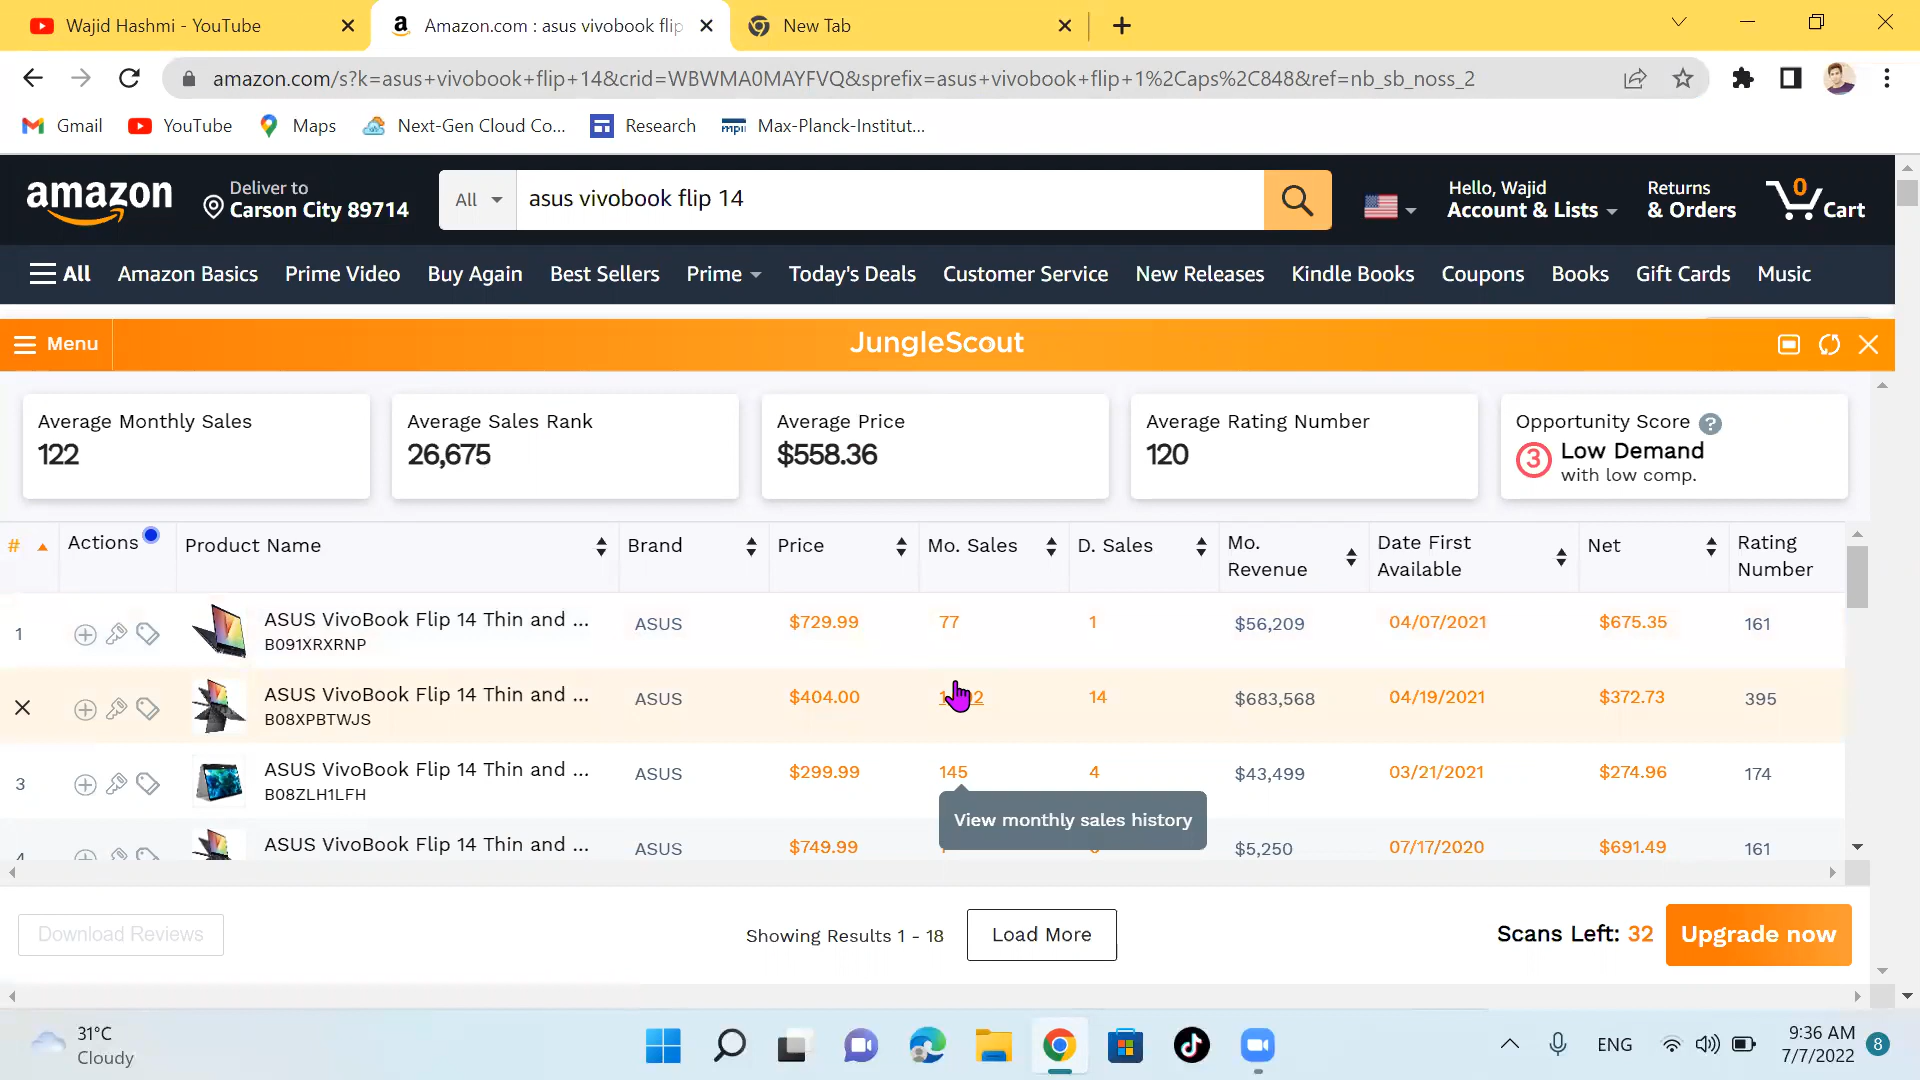 Wajid Hashmi - YouTube
Amazon.com : asus vivobook flip
New Tab
amazon.com/s?k=asus+vivobook+flip+14&crid=WBWMA0MAYFVQ&sprefix=asus+vivobook+flip+1%2Caps%2C848&ref=nb_sb_noss_2
Gmail YouTube Maps Next-Gen Cloud Co... Research mpii Max-Planck-Institut...
amazon
Deliver to
Carson City 89714
All
asus vivobook flip 14
Hello, Wajid
Account & Lists
Returns
& Orders
0
Cart
All Amazon Basics Prime Video Buy Again Best Sellers Prime Today's Deals Customer Service New Releases Kindle Books Coupons Books Gift Cards Music
Menu
JungleScout
Average Monthly Sales
122
Average Sales Rank
26,675
Average Price
$558.36
Average Rating Number
120
Opportunity Score ?
3 Low Demand
with low comp.
# Actions Product Name Brand Price Mo. Sales D. Sales Mo. Revenue Date First Available Net Rating Number
1 ASUS VivoBook Flip 14 Thin and ... ASUS $729.99 77 1 $56,209 04/07/2021 $675.35 161
B091XRXRNP
ASUS VivoBook Flip 14 Thin and ... ASUS $404.00 14 $683,568 04/19/2021 $372.73 395
B08XPBTWJS
3 ASUS VivoBook Flip 14 Thin and ... ASUS $299.99 145 4 $43,499 03/21/2021 $274.96 174
B08ZLH1LFH
View monthly sales history
4 ASUS VivoBook Flip 14 Thin and ... ASUS $749.99 $5,250 07/17/2020 $691.49 161
Download Reviews
Showing Results 1 - 18
Load More
Scans Left: 32
Upgrade now
31°C
Cloudy
ENG
9:36 AM
7/7/2022
8